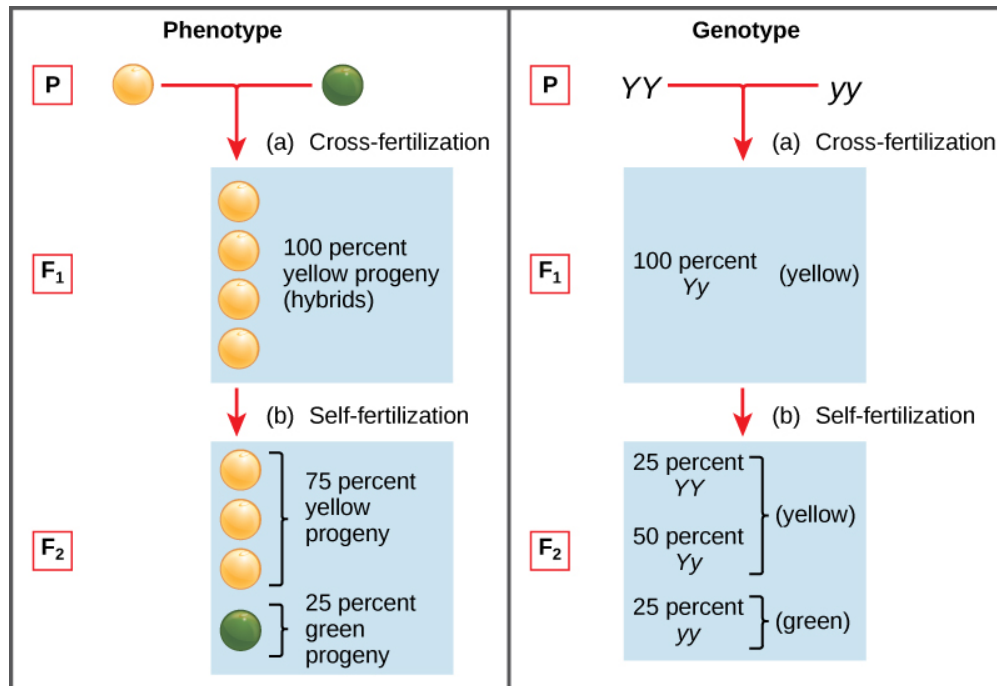 Phenotype
P
(a) Cross-fertilization
F₁
100 percent
yellow progeny
(hybrids)
(b) Self-fertilization
F₂
75 percent
yellow
progeny
25 percent
green
progeny
Genotype
P
YY
yy
(a) Cross-fertilization
F₁
100 percent
Yy
(yellow)
(b) Self-fertilization
F₂
25 percent
YY
50 percent
Yy
(yellow)
25 percent
yy
(green)